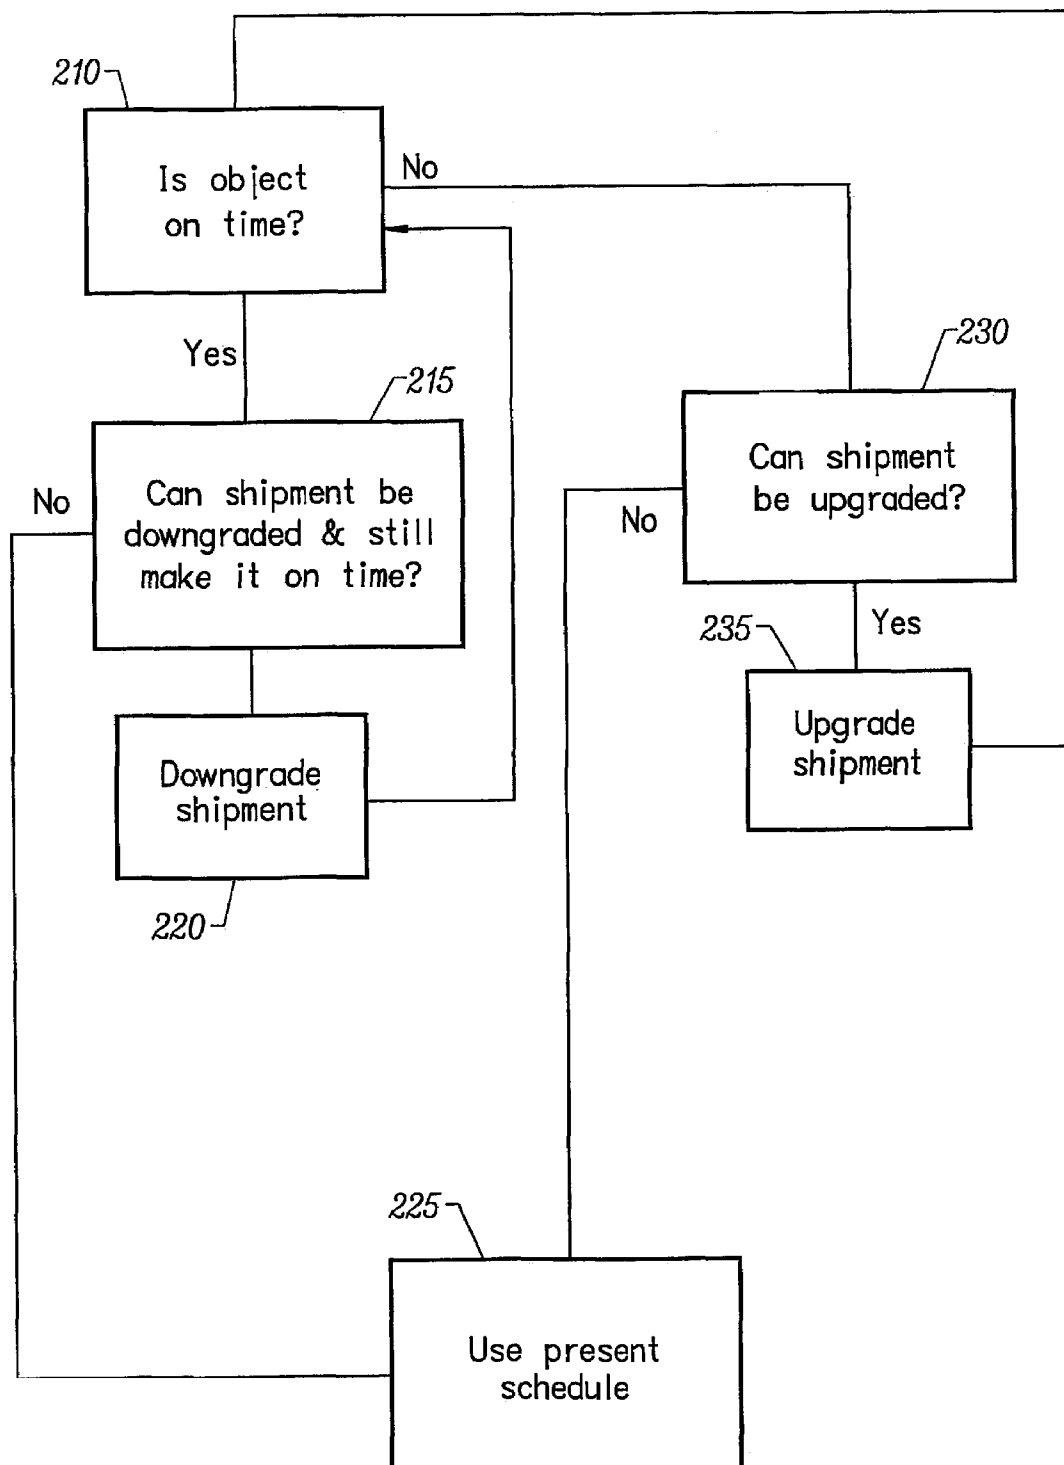 210
Is object
on time?
No
Yes
215
230
Can shipment be
downgraded & still
make it on time?
No
Can shipment
be upgraded?
No
Yes
235
Upgrade
shipment
Downgrade
shipment
220
225
Use present
schedule